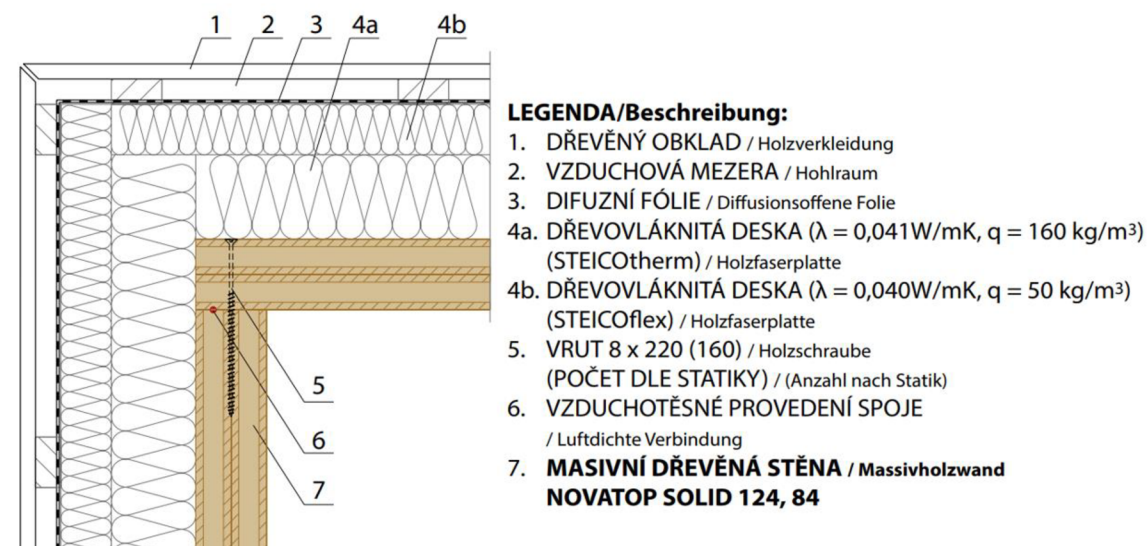 1 2 3 4a 4b
5
6
7
LEGENDA/Beschreibung:
1. DŘEVĚNÝ OBKLAD / Holzverkleidung
2. VZDUCHOVÁ MEZERA / Hohlraum
3. DIFUZNÍ FÓLIE / Diffusionsoffene Folie
4a. DŘEVOVLÁKNITÁ DESKA (λ = 0,041W/mK, q = 160 kg/m³)
(STEICOtherm) / Holzfaserplatte
4b. DŘEVOVLÁKNITÁ DESKA (λ = 0,040W/mK, q = 50 kg/m³)
(STEICOflex) / Holzfaserplatte
5. VRUT 8 x 220 (160) / Holzschraube
(POČET DLE STATIKY) / (Anzahl nach Statik)
6. VZDUCHOTĚSNÉ PROVEDENÍ SPOJE
/ Luftdichte Verbindung
7. MASIVNÍ DŘEVĚNÁ STĚNA / Massivholzwand
NOVATOP SOLID 124, 84